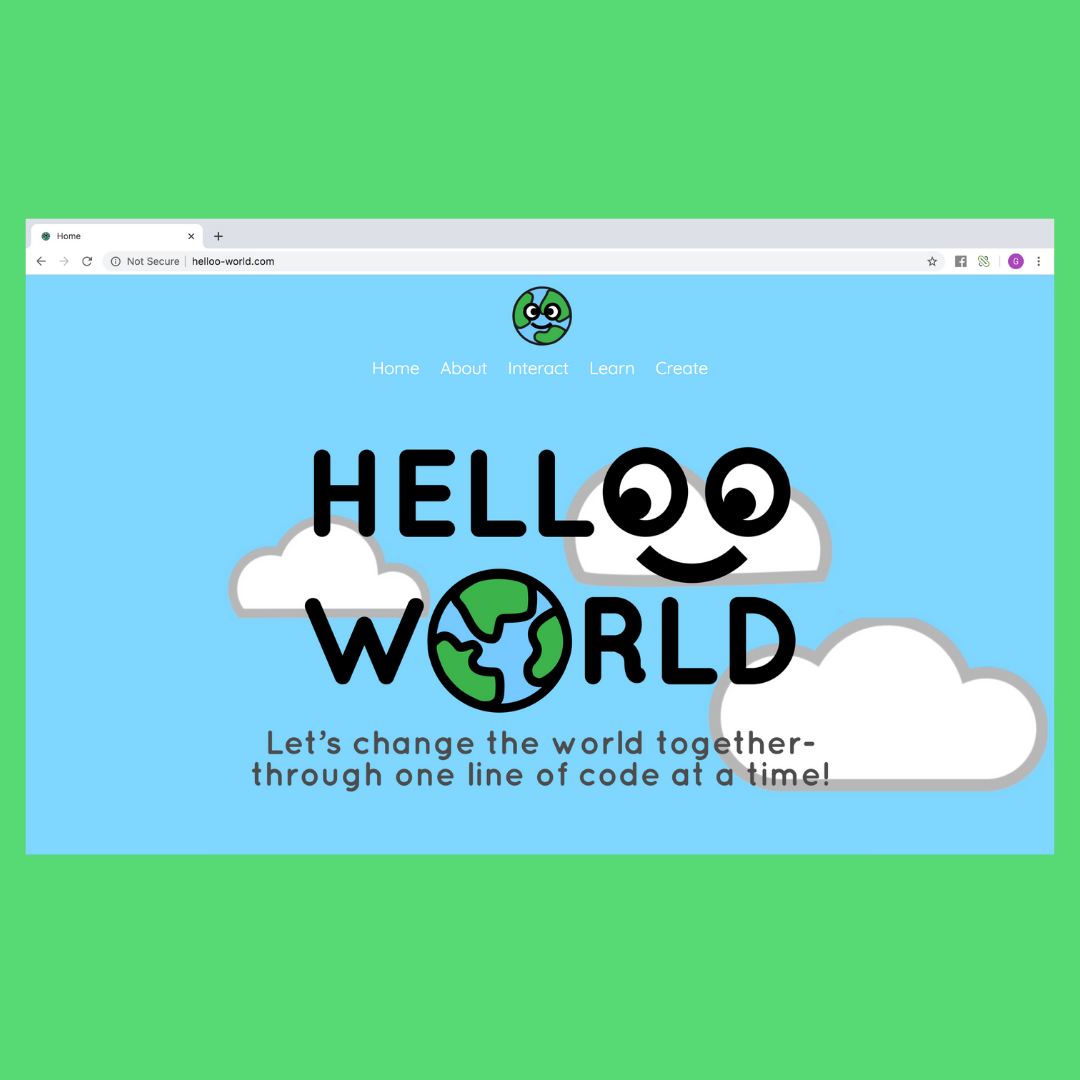 Home
Not Secure | helloo-world.com
G
Home About Interact Learn Create
HELLOO
WORLD
Let's change the world together-
through one line of code at a time!